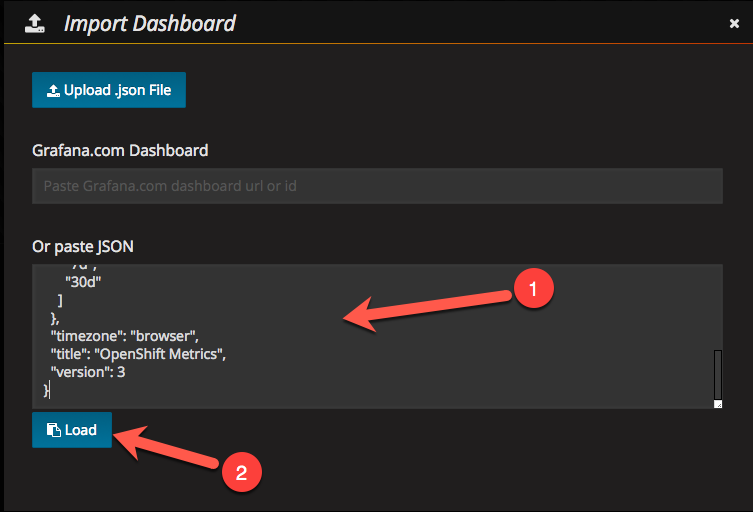 Import Dashboard
Upload .json File
Grafana.com Dashboard
Paste Grafana.com dashboard url or id
Or paste JSON
"7d",
"30d"
]
},
"timezone": "browser",
"title": "OpenShift Metrics",
"version": 3
}
1
Load
2